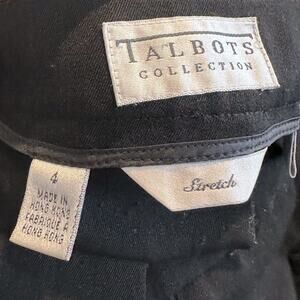 TALBOTS
COLLECTION
Stretch
4
MADE IN
HONG KONG
FABRIQUÉ À
HONG KONG